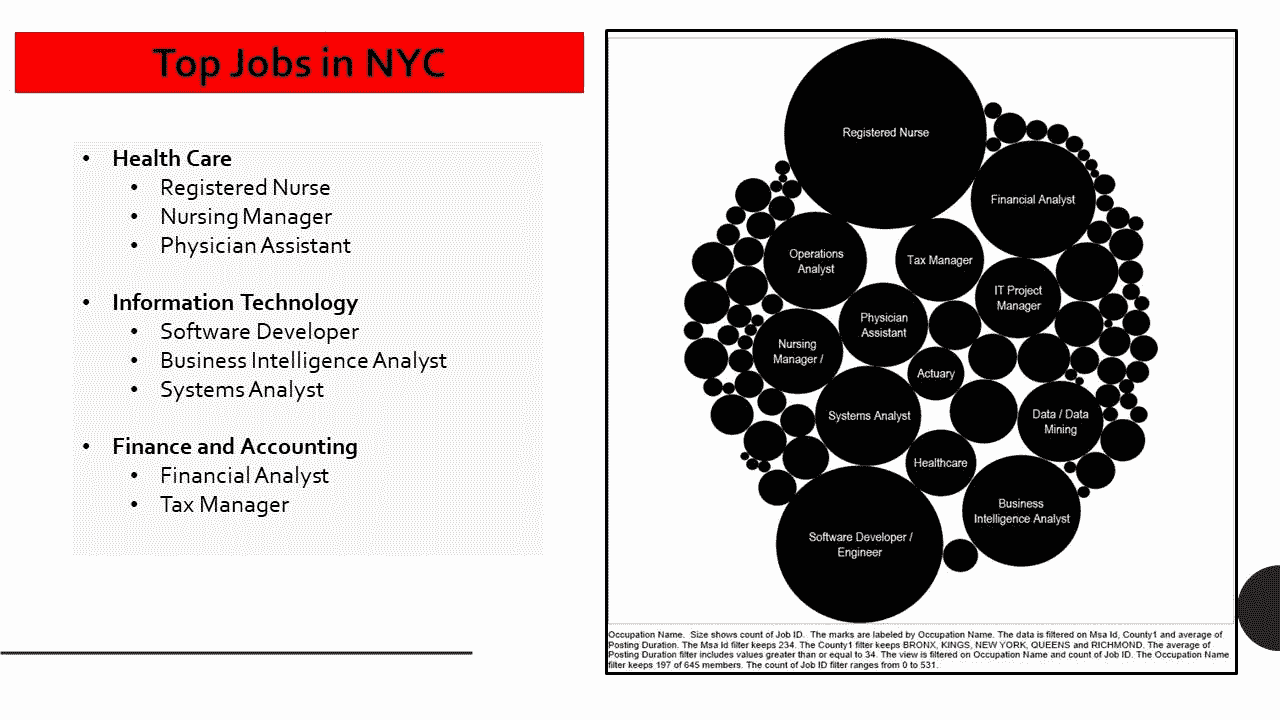 Top Jobs in NYC
• Health Care
• Registered Nurse
• Nursing Manager
• Physician Assistant
• Information Technology
• Software Developer
• Business Intelligence Analyst
• Systems Analyst
• Finance and Accounting
• Financial Analyst
• Tax Manager
Registered Nurse
Financial Analyst
Operations
Analyst
Tax Manager
IT Project
Manager
Physician
Assistant
Nursing
Manager /
Actuary
Systems Analyst
Data / Data
Mining
Healthcare
Business
Intelligence Analyst
Software Developer /
Engineer
Occupation Name. Size shows count of Job ID. The marks are labeled by Occupation Name. The data is filtered on Msa Id, County1 and average of
Posting Duration. The Msa Id filter keeps 234. The County1 filter keeps BRONX, KINGS, NEW YORK, QUEENS and RICHMOND. The average of
Posting Duration filter includes values greater than or equal to 34. The view is filtered on Occupation Name and count of Job ID. The Occupation Name
filter keeps 197 of 645 members. The count of Job ID filter ranges from 0 to 531.